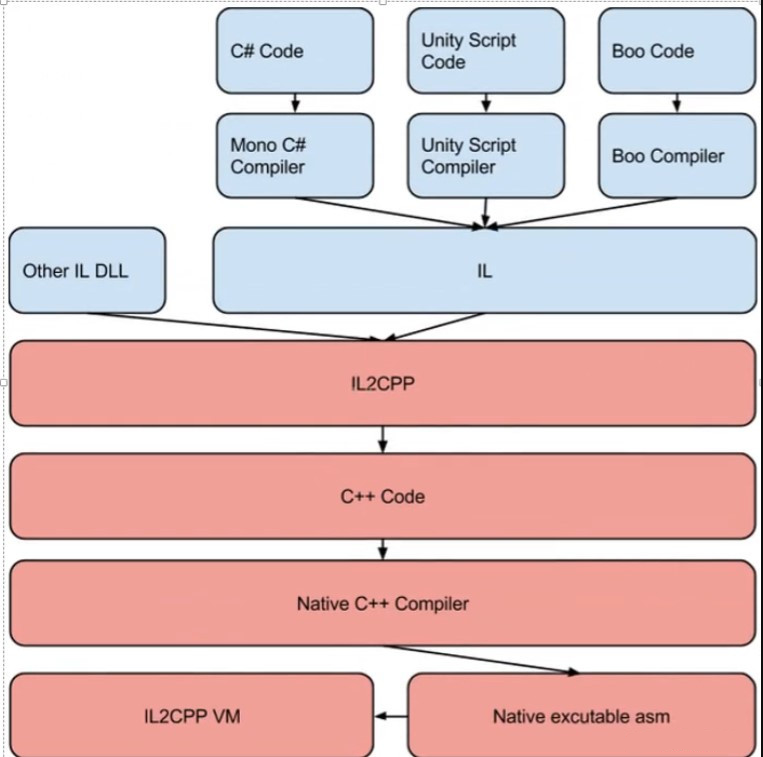 C# Code
Unity Script
Code
Boo Code
Mono C#
Compiler
Unity Script
Compiler
Boo Compiler
Other IL DLL
IL
IL2CPP
C++ Code
Native C++ Compiler
IL2CPP VM
Native excutable asm